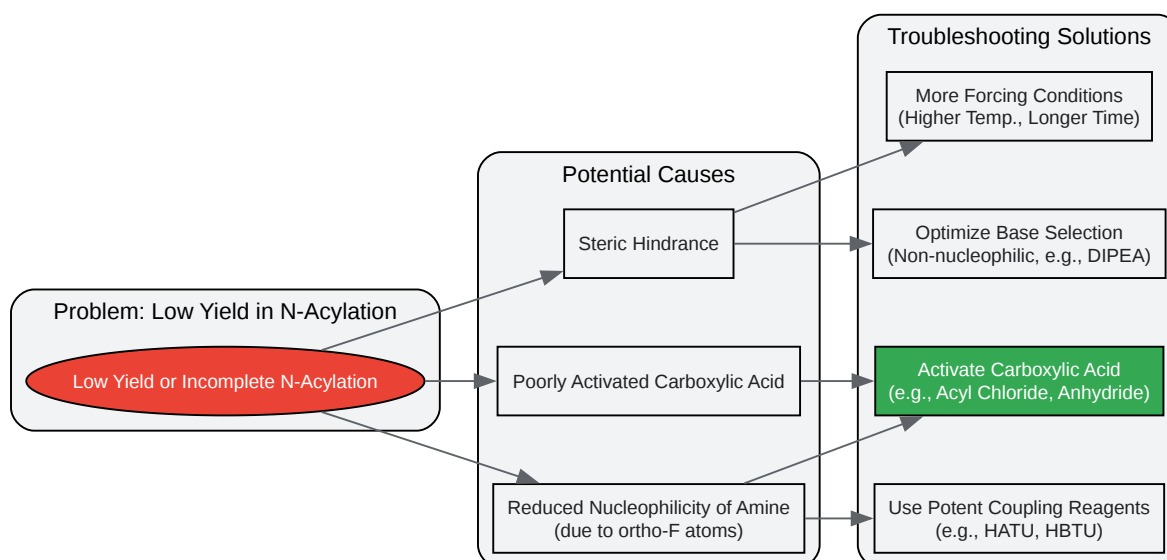 Problem: Low Yield in N-Acylation
Low Yield or Incomplete N-Acylation
Potential Causes
Steric Hindrance
Poorly Activated Carboxylic Acid
Reduced Nucleophilicity of Amine
(due to ortho-F atoms)
Troubleshooting Solutions
More Forcing Conditions
(Higher Temp., Longer Time)
Optimize Base Selection
(Non-nucleophilic, e.g., DIPEA)
Activate Carboxylic Acid
(e.g., Acyl Chloride, Anhydride)
Use Potent Coupling Reagents
(e.g., HATU, HBTU)